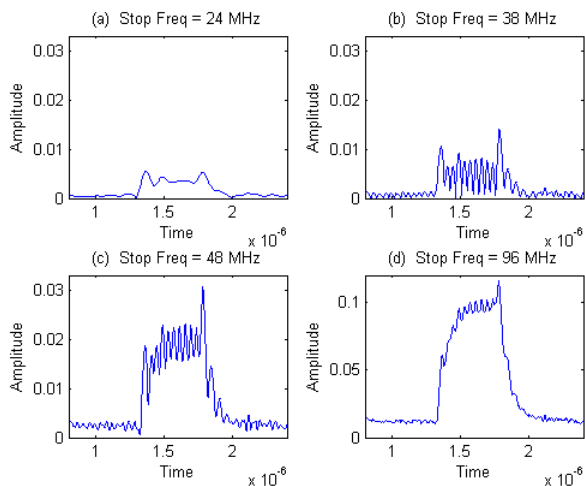 (a) Stop Freq = 24 MHz
0.03
0.02
0.01
0
Amplitude
1
1.5
2
Time
x 10^-6
(b) Stop Freq = 38 MHz
0.03
0.02
0.01
0
Amplitude
1
1.5
2
Time
x 10^-6
(c) Stop Freq = 48 MHz
0.03
0.02
0.01
0
Amplitude
1
1.5
2
Time
x 10^-6
(d) Stop Freq = 96 MHz
0.1
0.05
0
Amplitude
1
1.5
2
Time
x 10^-6